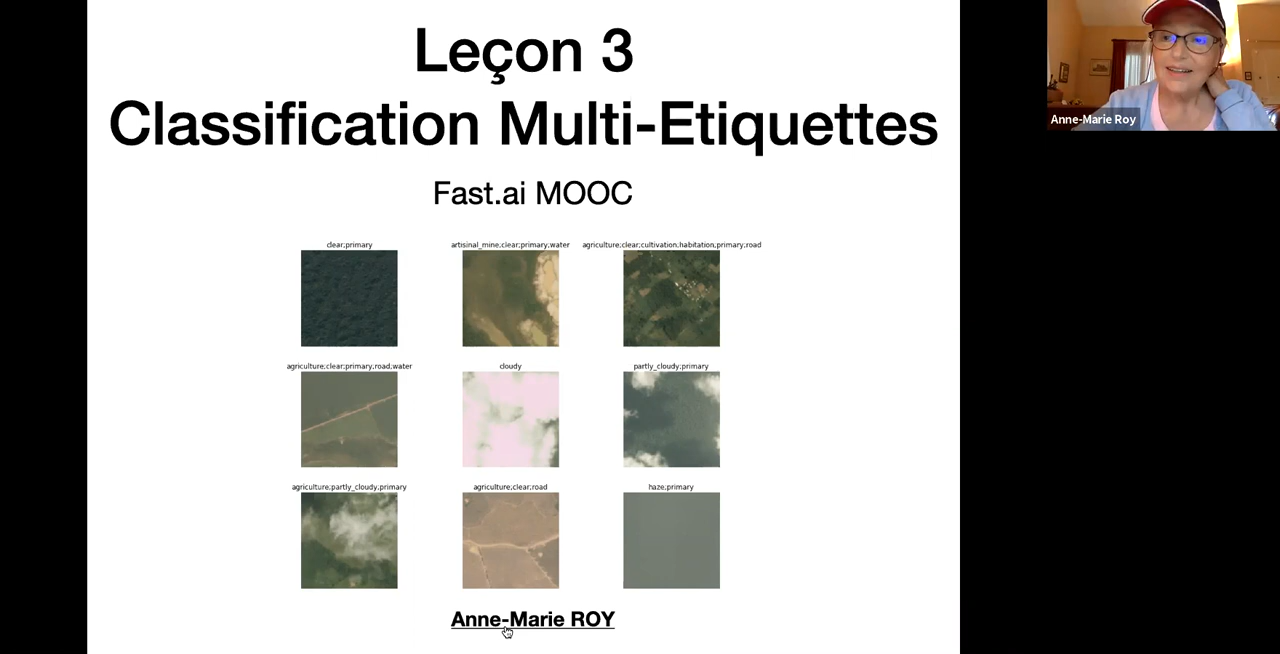 Leçon 3
Classification Multi-Etiquettes
Fast.ai MOOC
clear;primary
artisinal_mine;clear;primary;water
agriculture;clear;cultivation;habitation;primary;road
agriculture;clear;primary;road;water
cloudy
partly_cloudy;primary
agriculture;partly_cloudy;primary
agriculture;clear;road
haze;primary
Anne-Marie ROY
Anne-Marie Roy